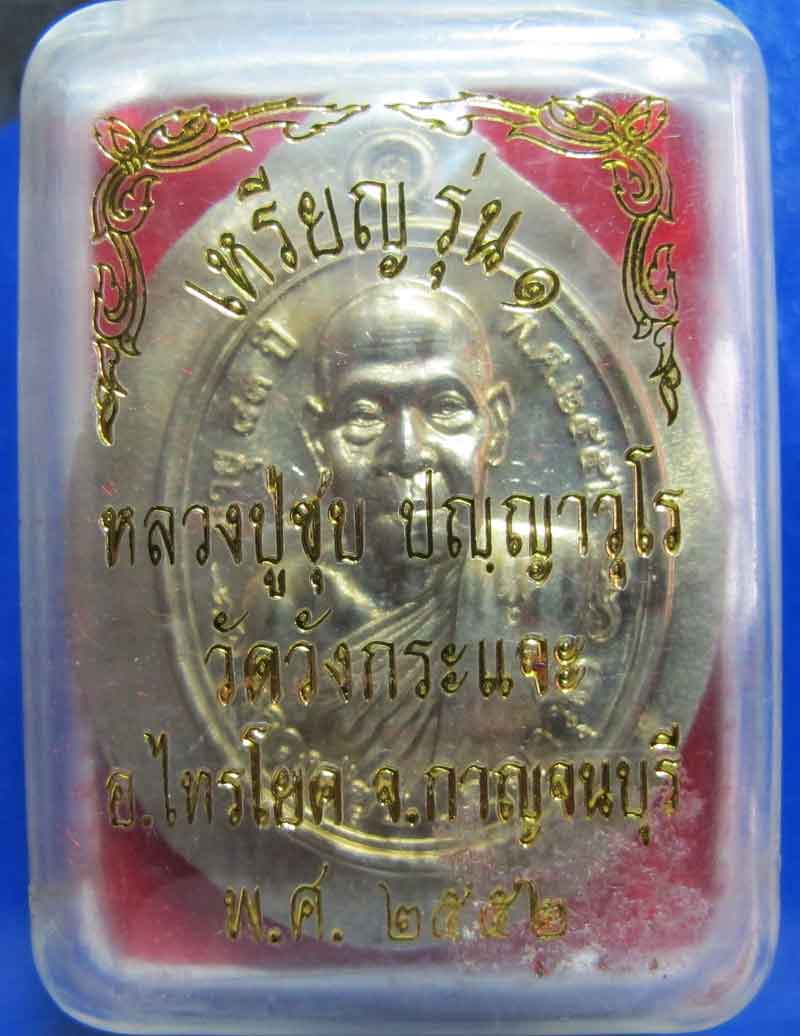 เหรียญ รุ่น ๑
หลวงปู่ชุบ ปญฺญาวุโร
วัดวังกระแจะ
อ.ไทรโยค จ.กาญจนบุรี
พ.ศ. ๒๕๕๒